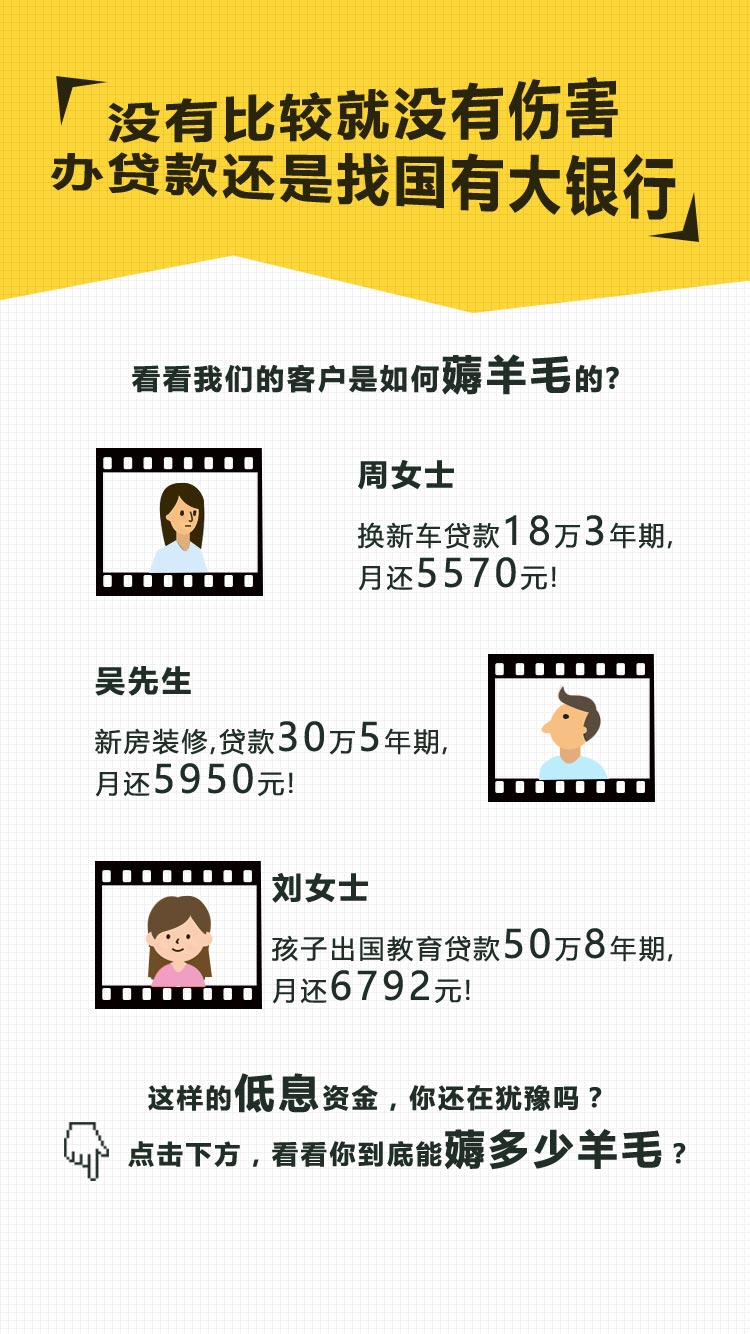 没有比较就没有伤害
办贷款还是找国有大银行
看看我们的客户是如何薅羊毛的?
周女士
换新车贷款18万3年期,
月还5570元!
吴先生
新房装修,贷款30万5年期,
月还5950元!
刘女士
孩子出国教育贷款50万8年期,
月还6792元!
这样的低息资金，你还在犹豫吗？
点击下方，看看你到底能薅多少羊毛？